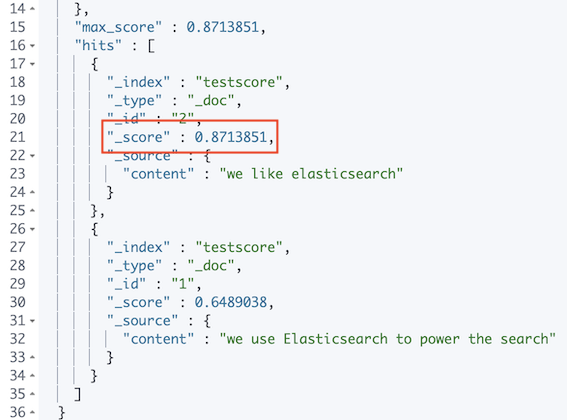 14 },
15 "max_score" : 0.8713851,
16 "hits" : [
17 {
18 "_index" : "testscore",
19 "_type" : "_doc",
20 "_id" : "2",
21 "_score" : 0.8713851,
22 "_source" : {
23 "content" : "we like elasticsearch"
24 }
25 },
26 {
27 "_index" : "testscore",
28 "_type" : "_doc",
29 "_id" : "1",
30 "_score" : 0.6489038,
31 "_source" : {
32 "content" : "we use Elasticsearch to power the search"
33 }
34 }
35 ]
36 }